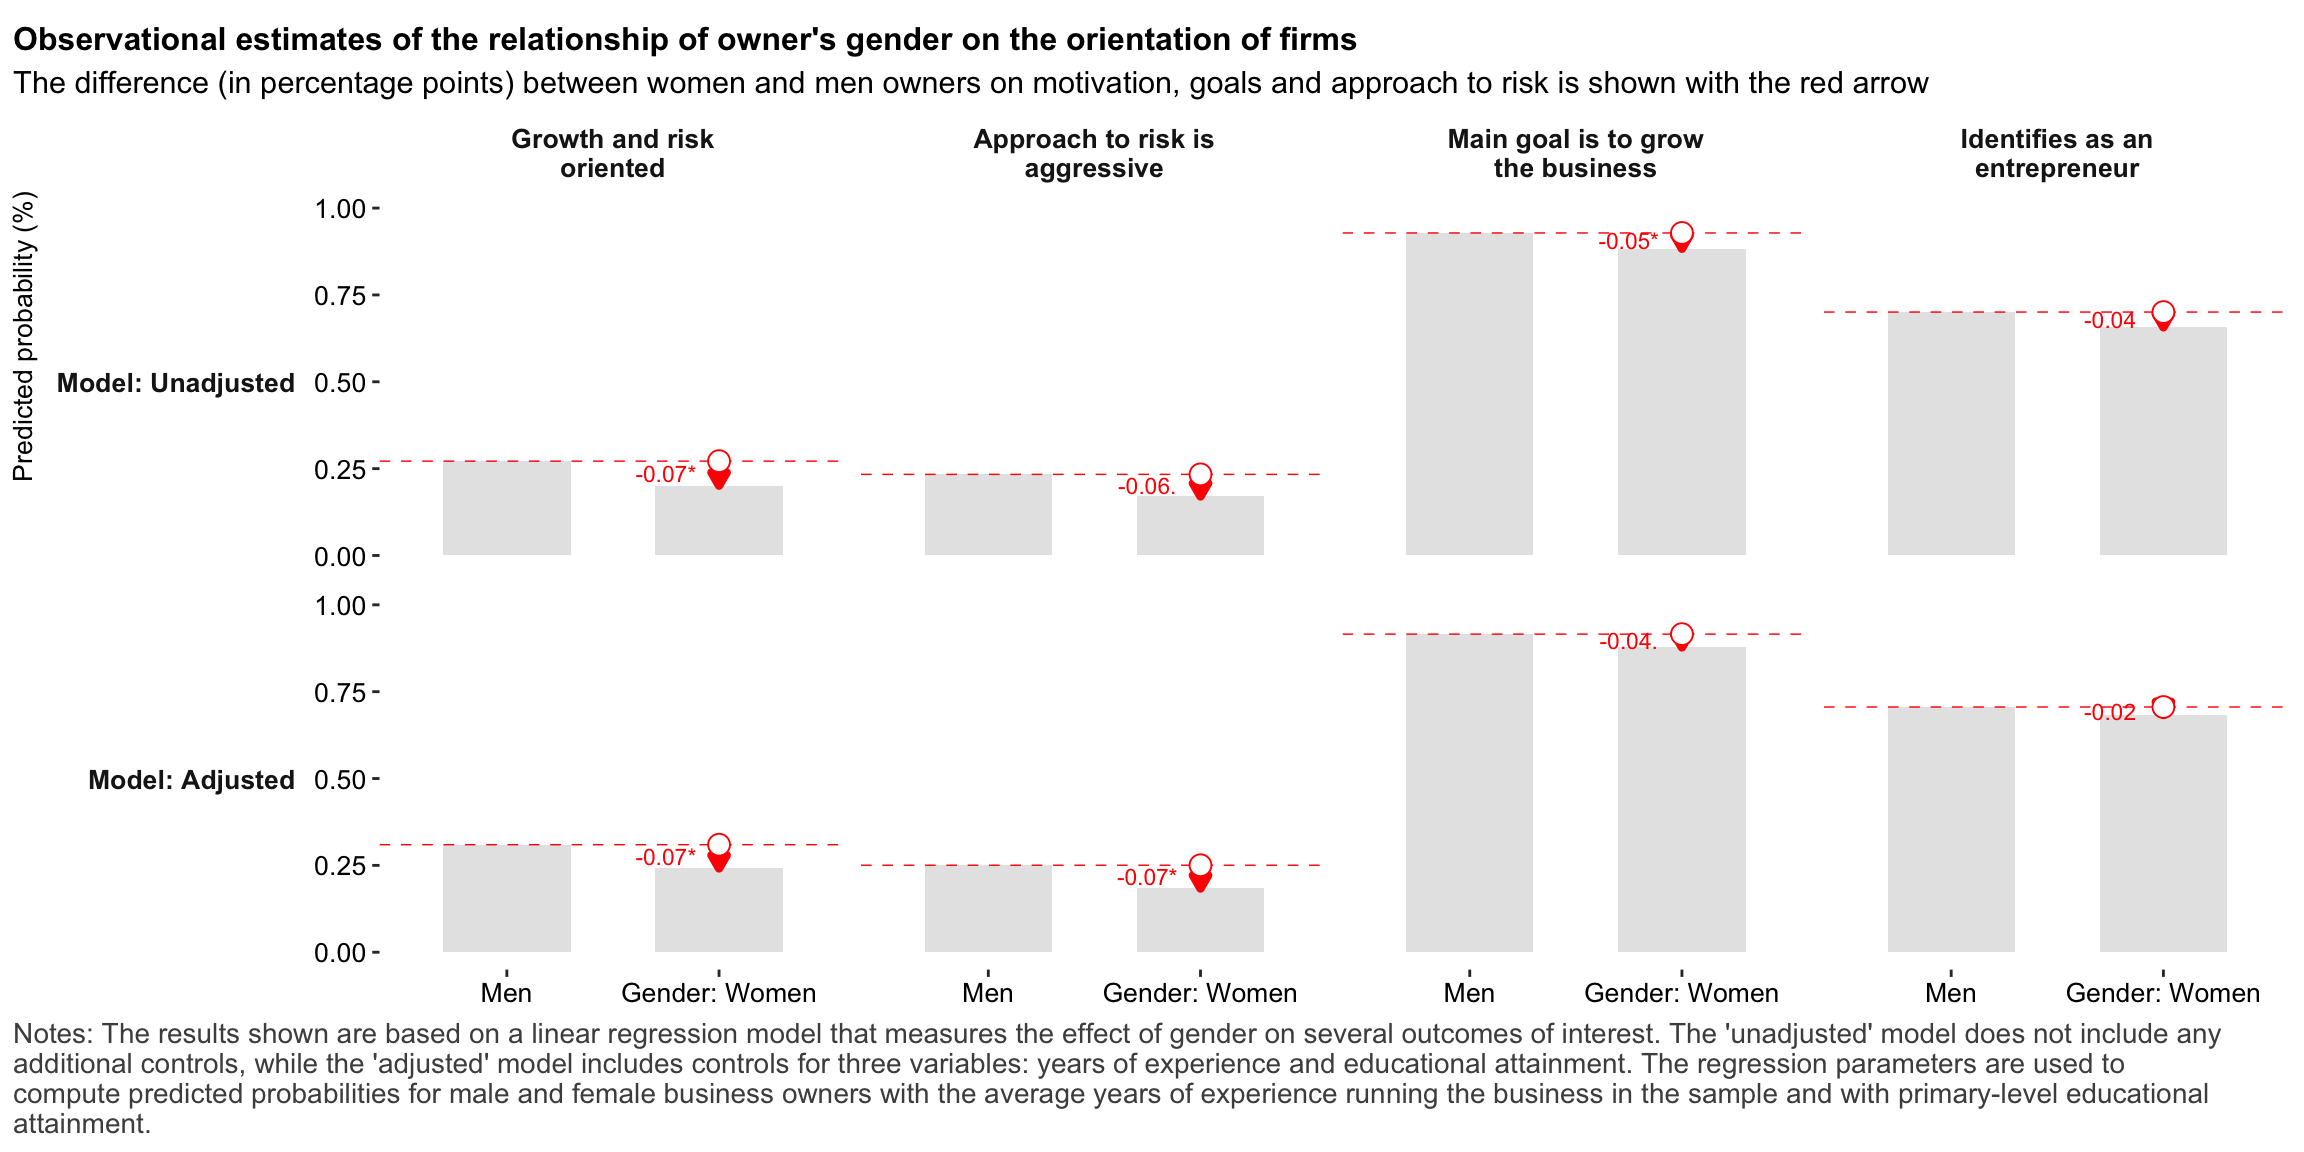 Observational estimates of the relationship of owner's gender on the orientation of firms
The difference (in percentage points) between women and men owners on motivation, goals and approach to risk is shown with the red arrow
Growth and risk
oriented
Approach to risk is
aggressive
Main goal is to grow
the business
Identifies as an
entrepreneur
Predicted probability (%)
Model: Unadjusted
1.00
0.75
0.50
0.25
0.00
-0.07*
-0.06.
-0.05*
-0.04
Model: Adjusted
1.00
0.75
0.50
0.25
0.00
-0.07*
-0.07*
-0.04.
-0.02
Men
Gender: Women
Men
Gender: Women
Men
Gender: Women
Men
Gender: Women
Notes: The results shown are based on a linear regression model that measures the effect of gender on several outcomes of interest. The 'unadjusted' model does not include any
additional controls, while the 'adjusted' model includes controls for three variables: years of experience and educational attainment. The regression parameters are used to
compute predicted probabilities for male and female business owners with the average years of experience running the business in the sample and with primary-level educational
attainment.